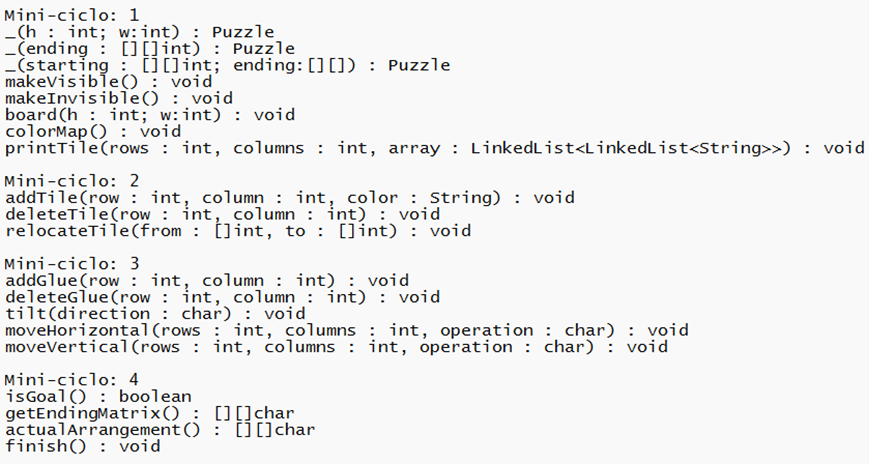 Mini-ciclo: 1
_(h : int; w:int) : Puzzle
_(ending : [][]int) : Puzzle
_(starting : [][]int; ending:[][]) : Puzzle
makeVisible() : void
makeInvisible() : void
board(h : int; w:int) : void
colorMap() : void
printTile(rows : int, columns : int, array : LinkedList<LinkedList<String>>) : void
Mini-ciclo: 2
addTile(row : int, column : int, color : String) : void
deleteTile(row : int, column : int) : void
relocateTile(from : []int, to : []int) : void
Mini-ciclo: 3
addGlue(row : int, column : int) : void
deleteGlue(row : int, column : int) : void
tilt(direction : char) : void
moveHorizontal(rows : int, columns : int, operation : char) : void
moveVertical(rows : int, columns : int, operation : char) : void
Mini-ciclo: 4
isGoal() : boolean
getEndingMatrix() : [][]char
actualArrangement() : [][]char
finish() : void